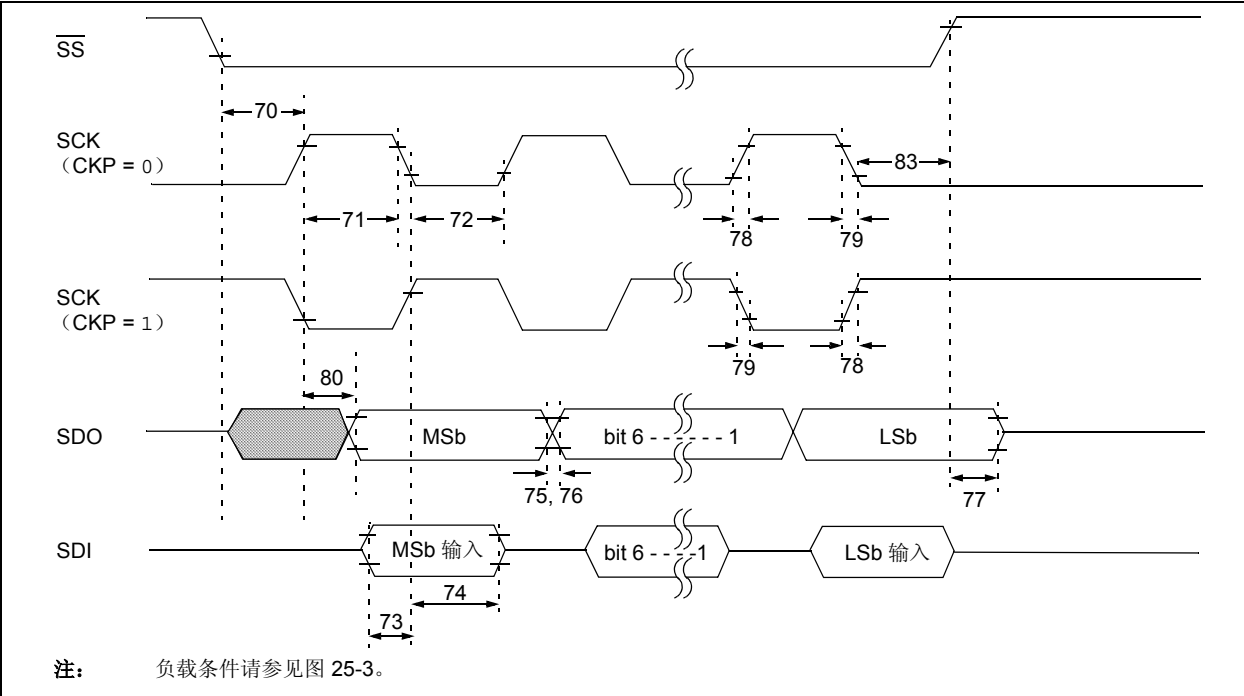 SS
70
SCK
（CKP = 0）
83
71
72
78
79
SCK
（CKP = 1）
79
78
80
SDO
MSb
bit 6 - - - - - - - 1
LSb
75, 76
77
SDI
MSb 输入
bit 6 - - - - 1
LSb 输入
74
73
注： 负载条件请参见图 25-3。